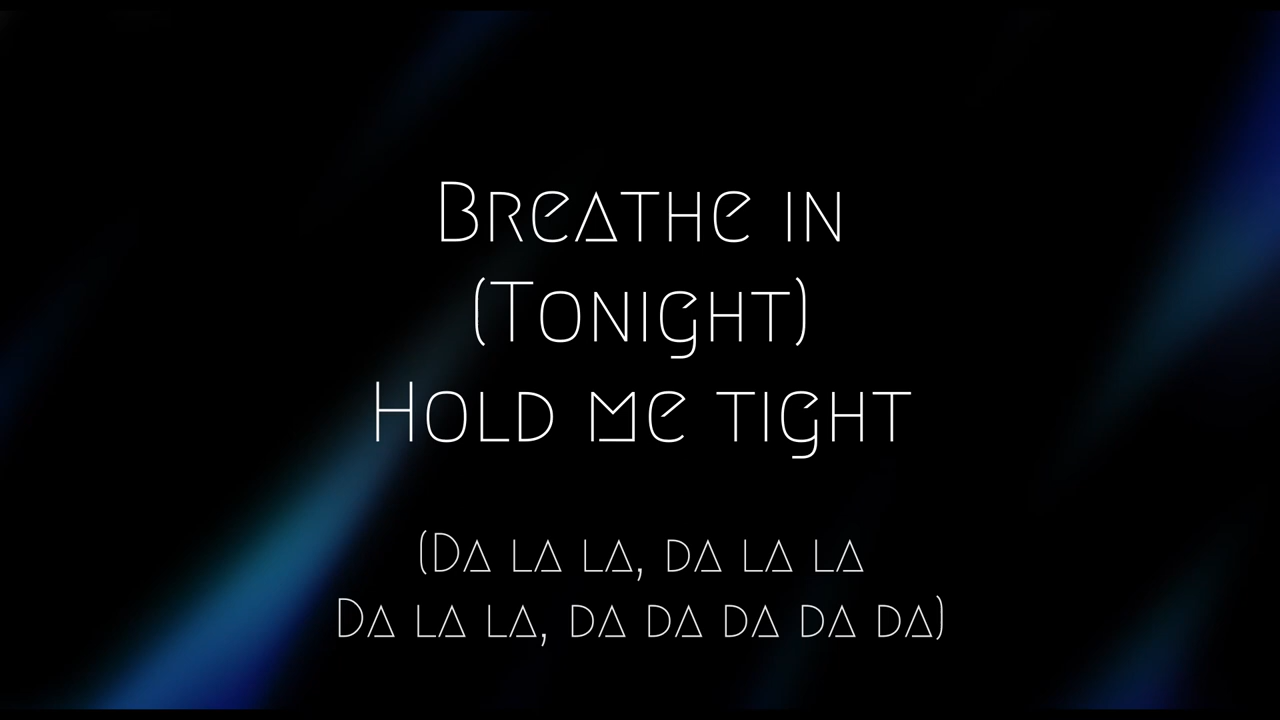 Breathe in
(Tonight)
Hold me tight
(Da la la, da la la
Da la la, da da da da da)